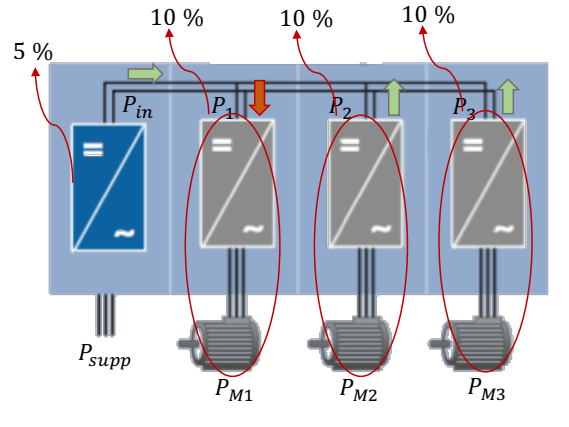 10 % 10 % 10 %
5 %
P_in P_1 P_2 P_3
P_supp
P_M1 P_M2 P_M3